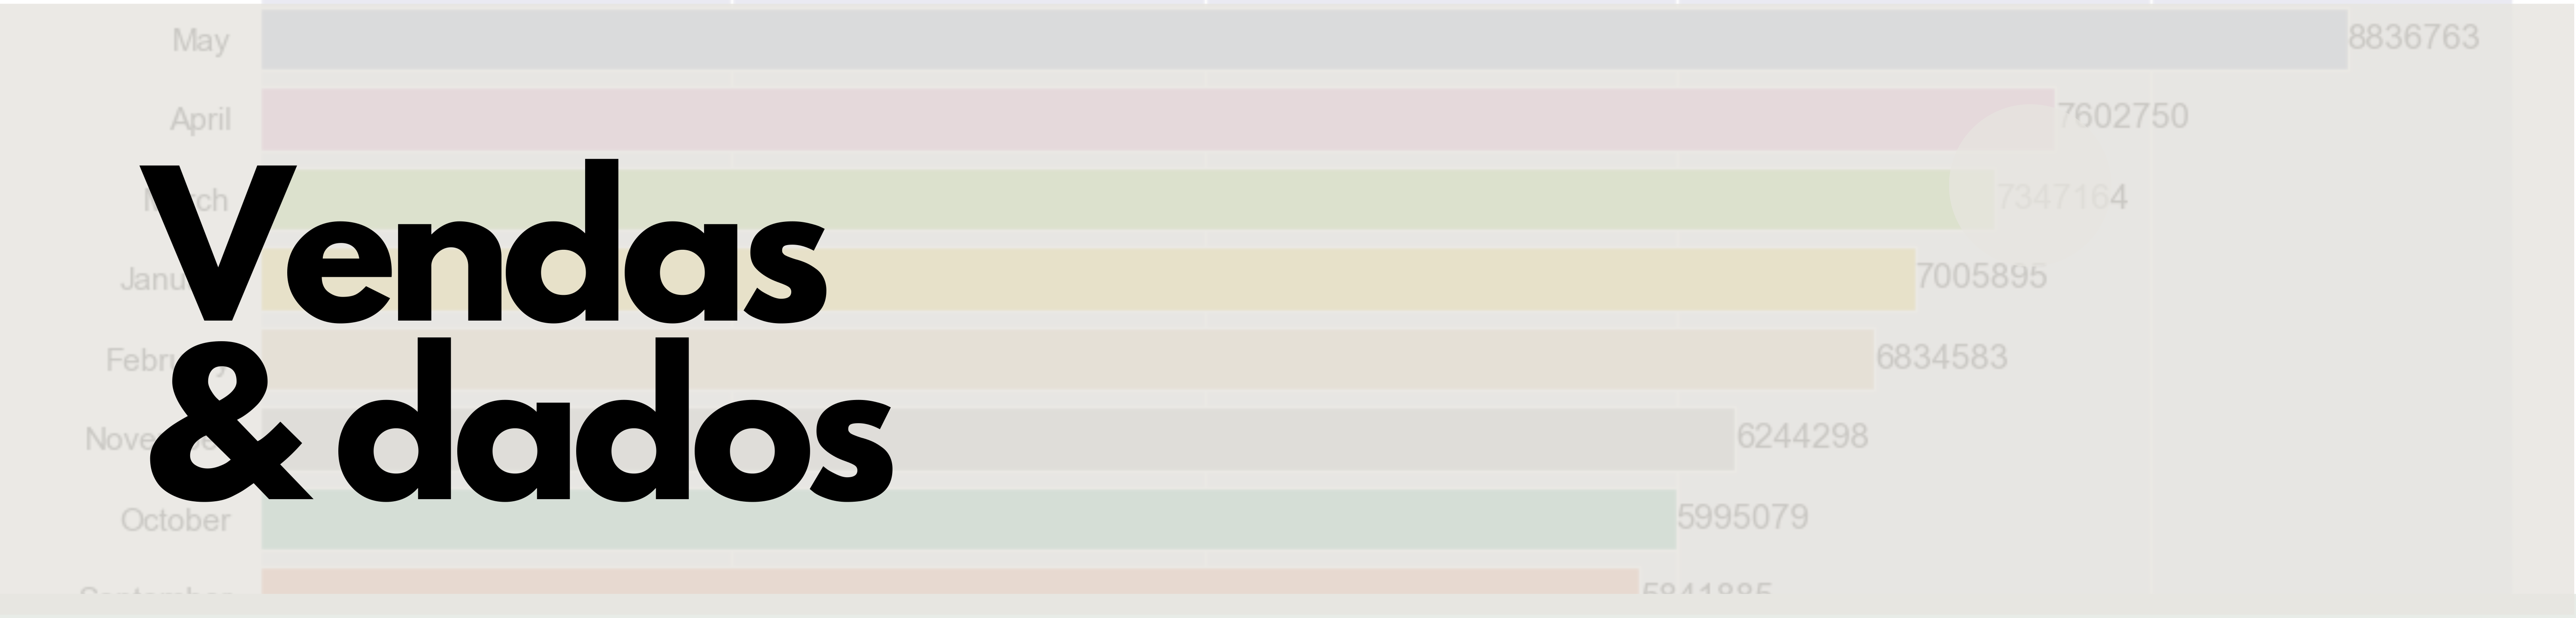 May 8836763
April 7602750
7347164
7005895
6834583
6244298
October 5995079
Vendas
& dados